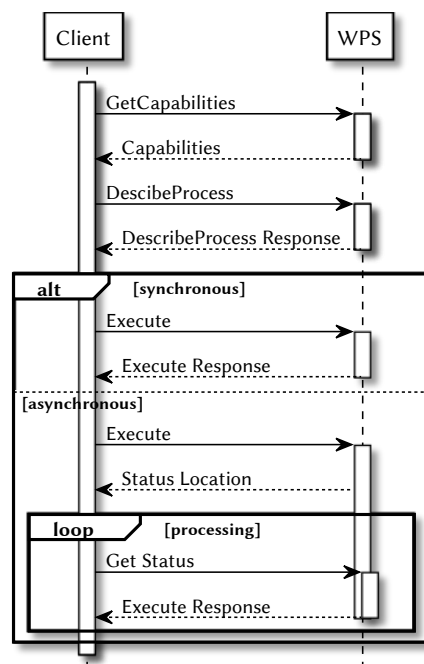 Client WPS
GetCapabilities
Capabilities
DescibeProcess
DescribeProcess Response
alt [synchronous]
Execute
Execute Response
[asynchronous]
Execute
Status Location
loop [processing]
Get Status
Execute Response